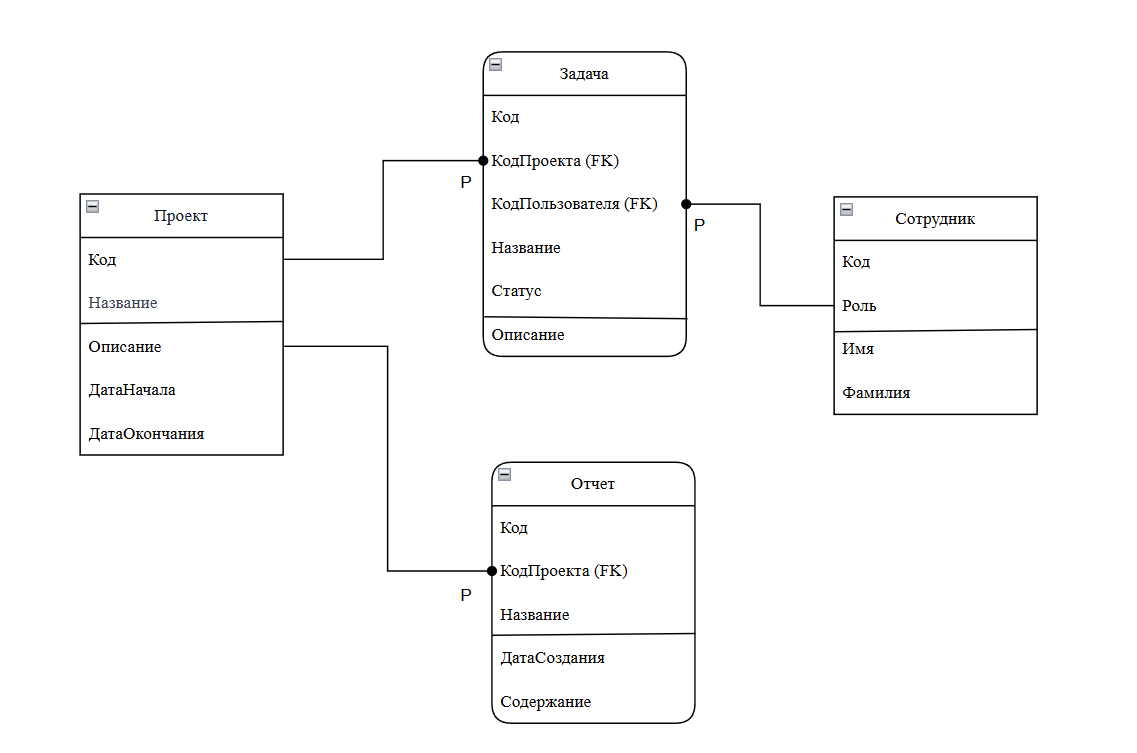 Задача
Код
КодПроекта (FK)
P
КодПользователя (FK)
P
Название
Статус
Описание
Проект
Код
Название
Описание
ДатаНачала
ДатаОкончания
Сотрудник
Код
Роль
Имя
Фамилия
Отчет
Код
КодПроекта (FK)
P
Название
ДатаСоздания
Содержание